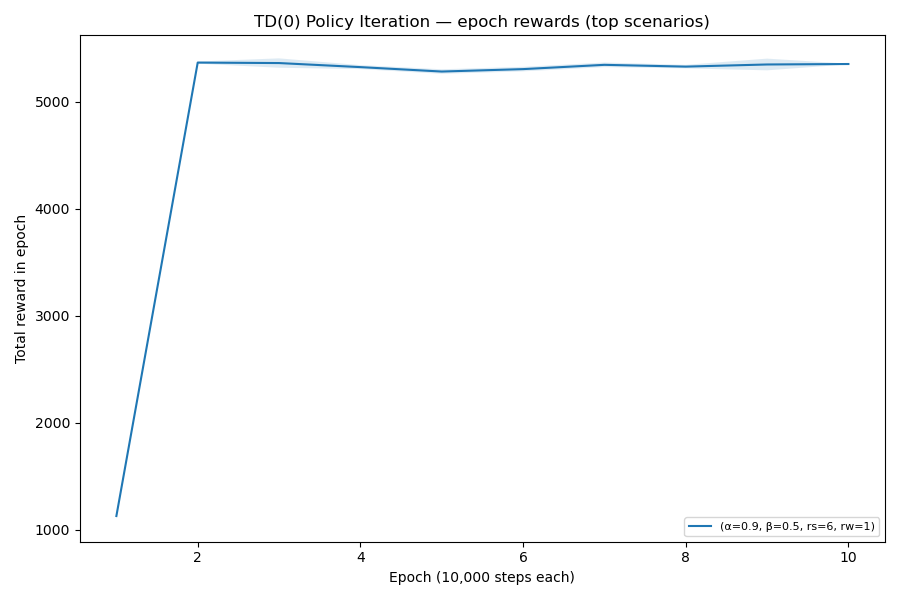 TD(0) Policy Iteration — epoch rewards (top scenarios)
Total reward in epoch
5000
4000
3000
2000
1000
(α=0.9, β=0.5, rs=6, rw=1)
2 4 6 8 10
Epoch (10,000 steps each)